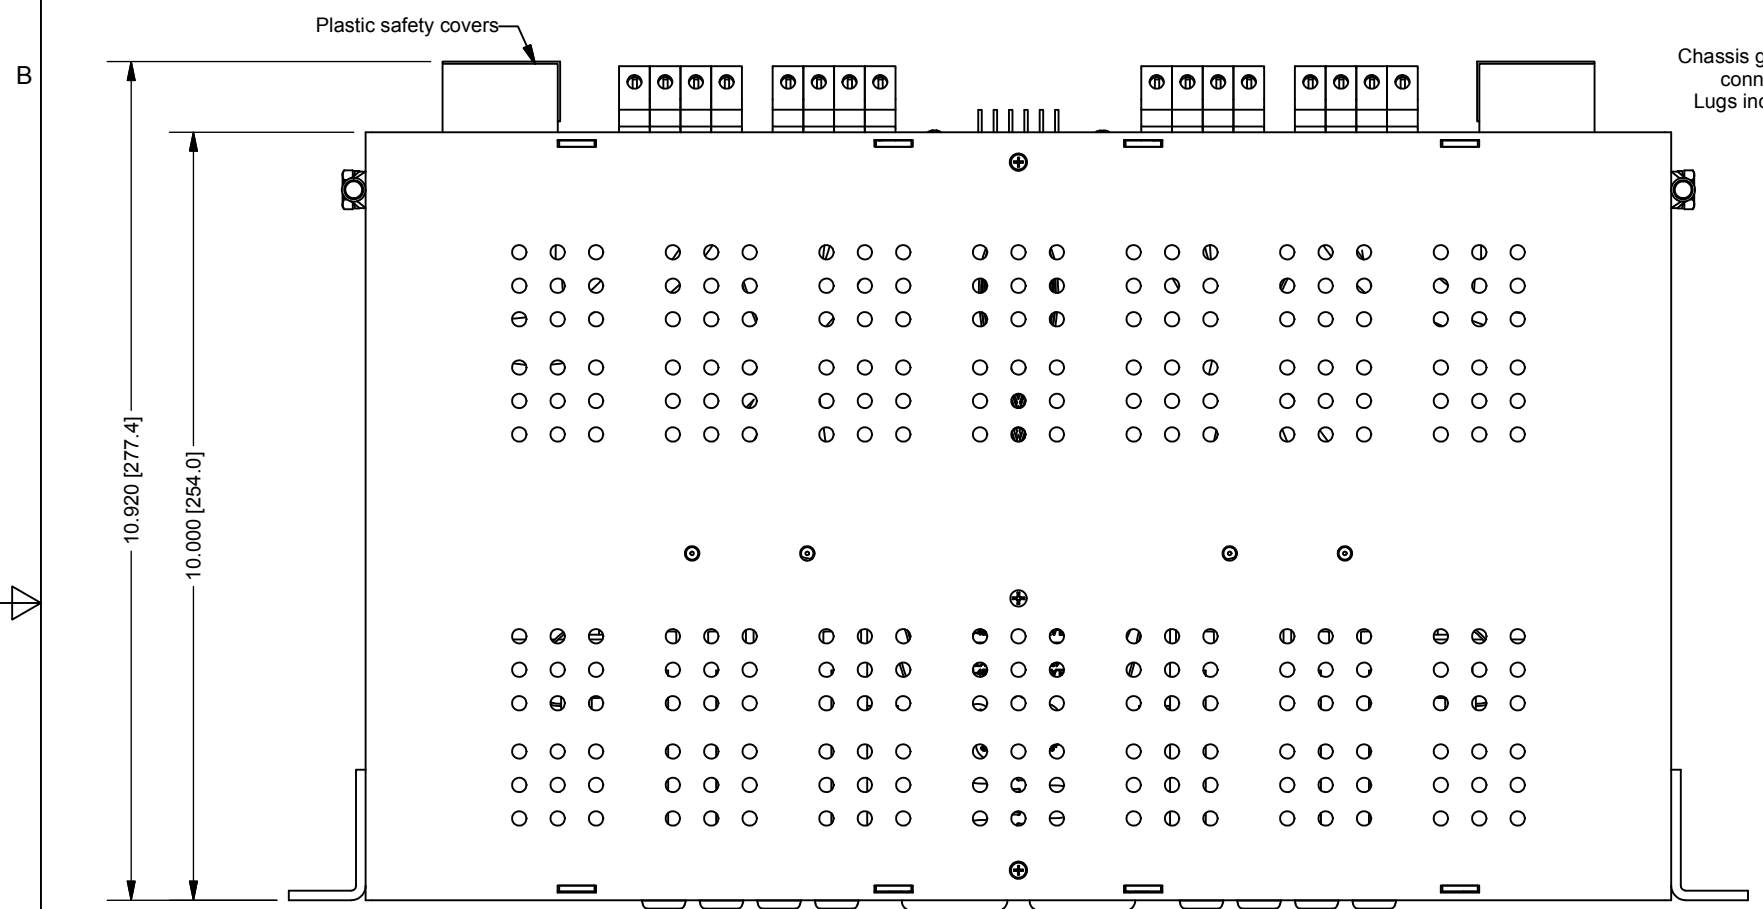 Plastic safety covers
B
Chassis g
conn
Lugs inc
10.920 [277.4]
10.000 [254.0]